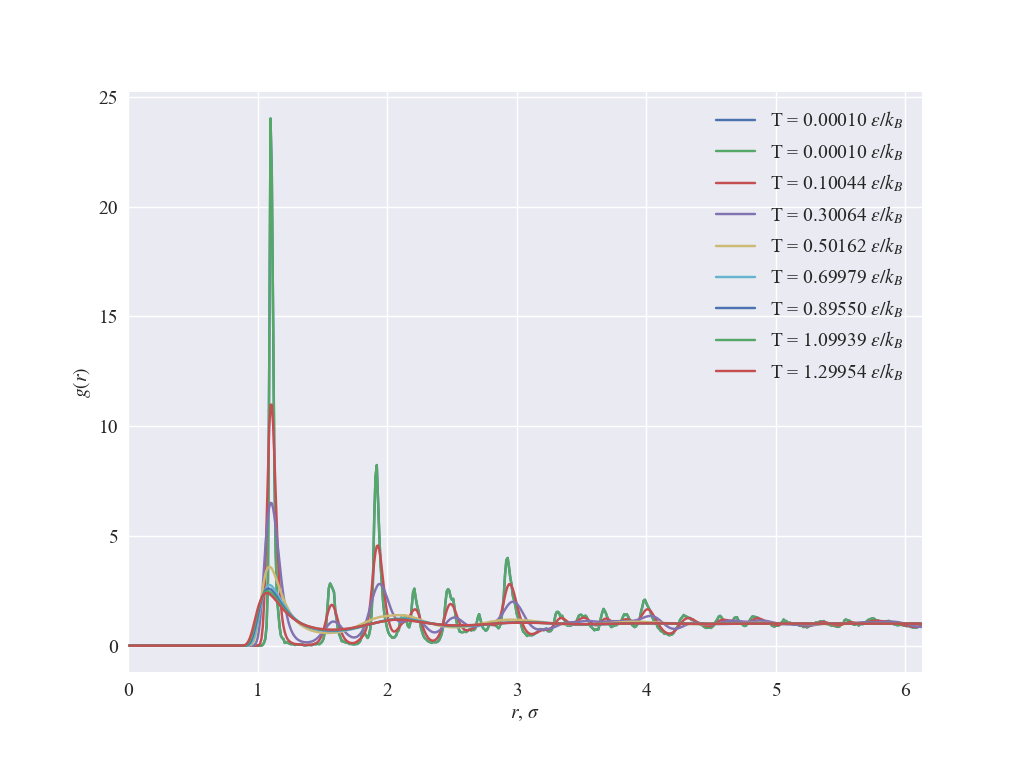 25
20
15
10
5
0
g(r)
T = 0.00010 ε/k_B
T = 0.00010 ε/k_B
T = 0.10044 ε/k_B
T = 0.30064 ε/k_B
T = 0.50162 ε/k_B
T = 0.69979 ε/k_B
T = 0.89550 ε/k_B
T = 1.09939 ε/k_B
T = 1.29954 ε/k_B
0 1 2 3 4 5 6
r, σ